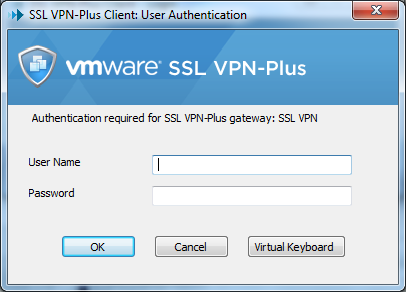 SSL VPN-Plus Client: User Authentication
vmware® SSL VPN-Plus
Authentication required for SSL VPN-Plus gateway: SSL VPN
User Name
Password
OK Cancel Virtual Keyboard